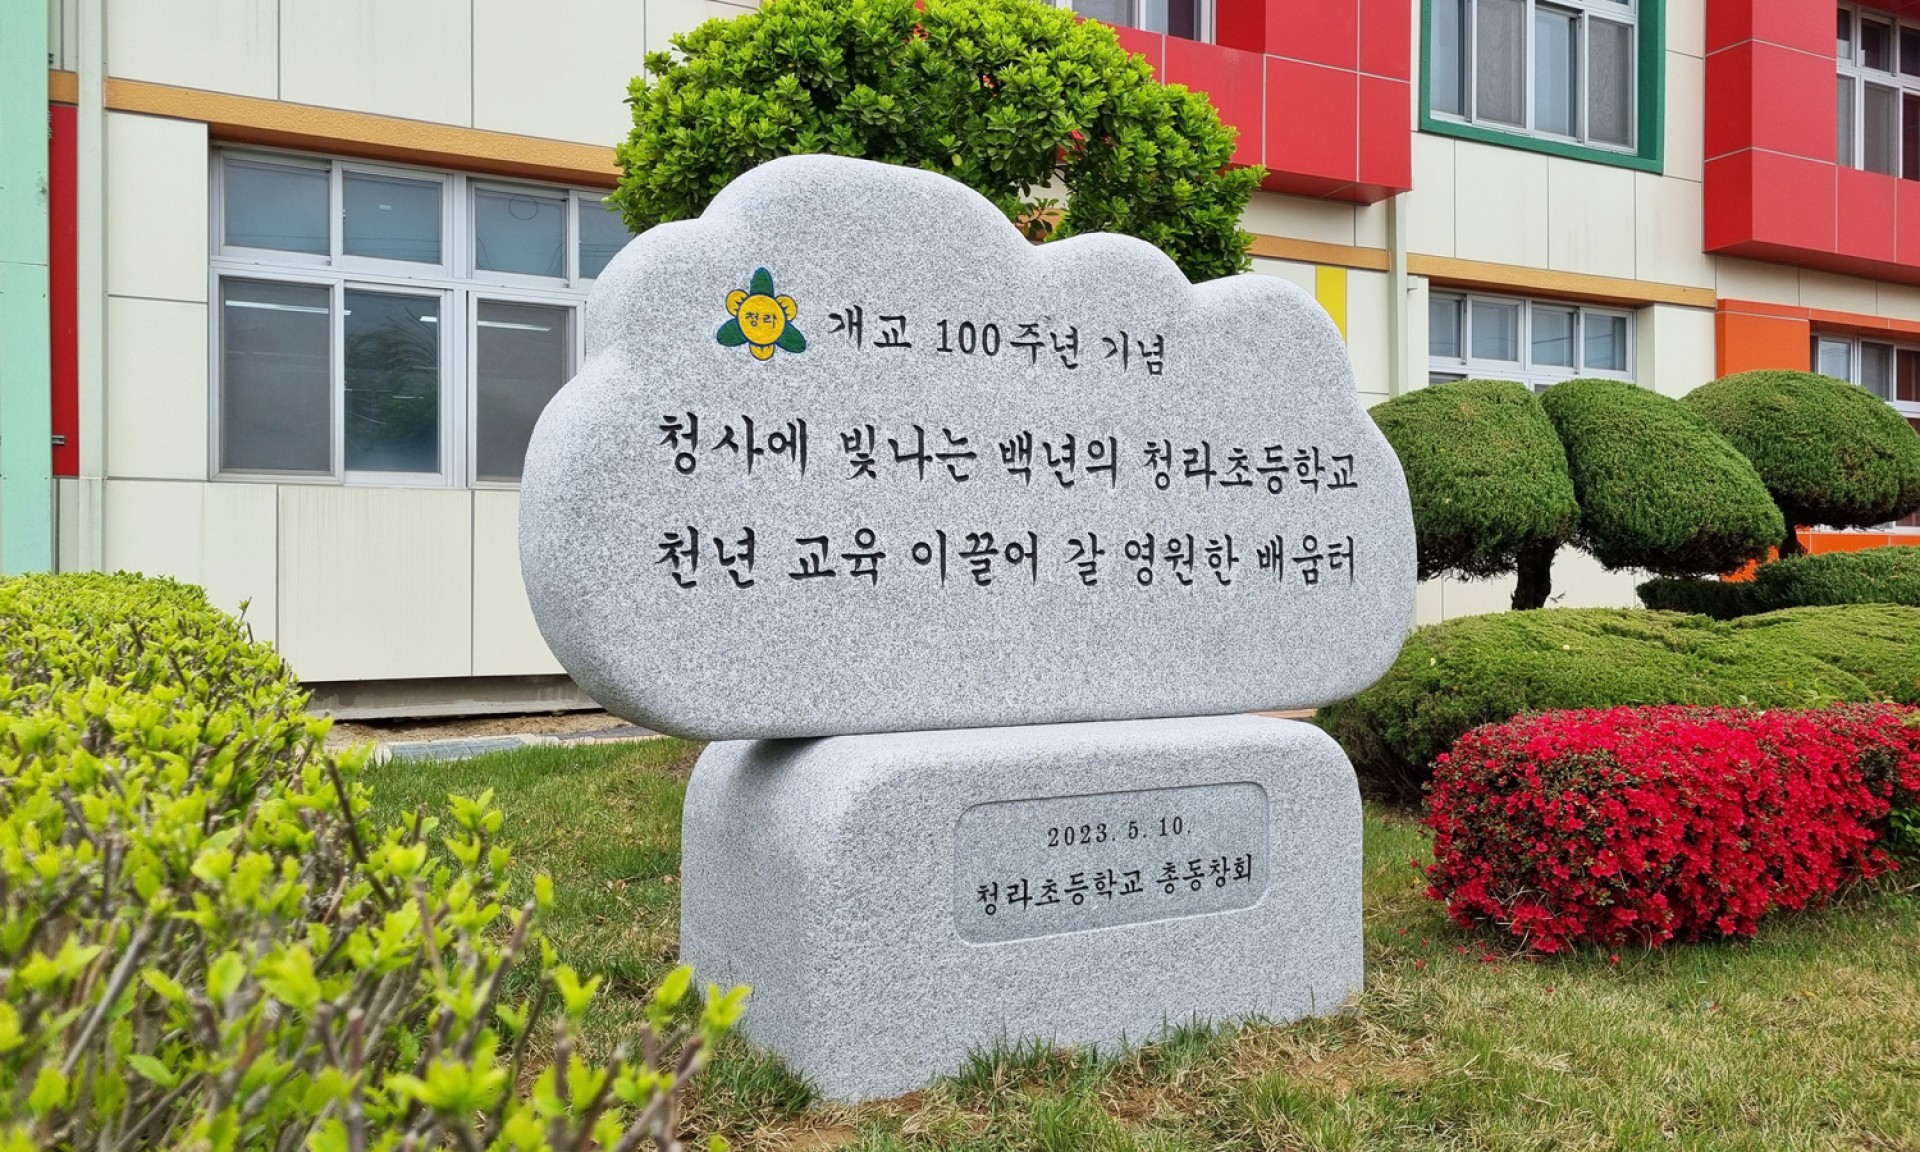 청라
개교 100주년 기념
청사에 빛나는 백년의 청라초등학교
천년 교육 이끌어 갈 영원한 배움터
2023. 5. 10.
청라초등학교 총동창회